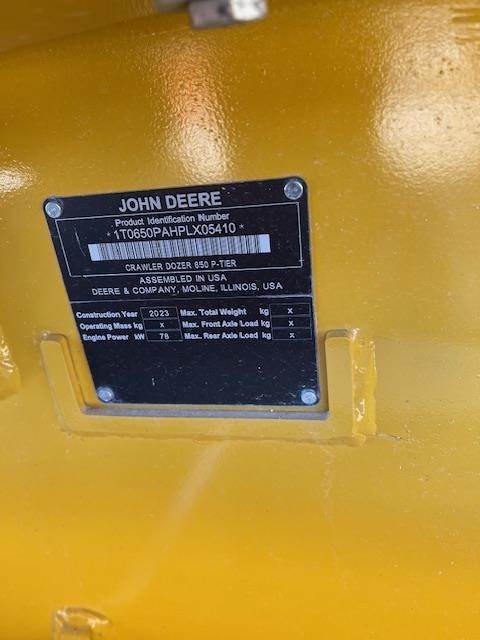 JOHN DEERE
Product Identification Number
*1T0650PAHPLX05410*
CRAWLER DOZER 650 P-TIER
ASSEMBLED IN USA
DEERE & COMPANY, MOLINE, ILLINOIS, USA
Construction Year 2023 Max. Total Weight kg x
Operating Mass kg x Max. Front Axle Load kg x
Engine Power kW 78 Max. Rear Axle Load kg x